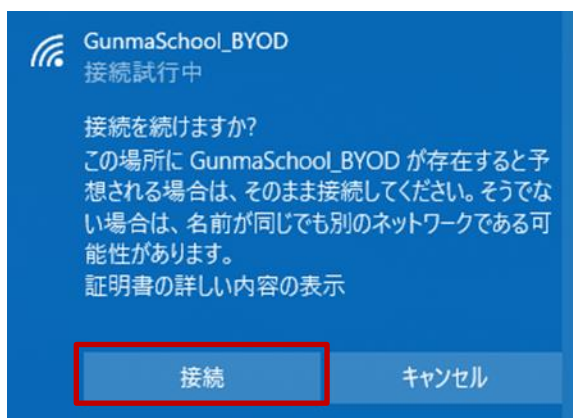 GunmaSchool_BYOD
接続試行中
接続を続けますか?
この場所に GunmaSchool_BYOD が存在すると予
想される場合は、そのまま接続してください。そうでな
い場合は、名前が同じでも別のネットワークである可
能性があります。
証明書の詳しい内容の表示
接続
キャンセル